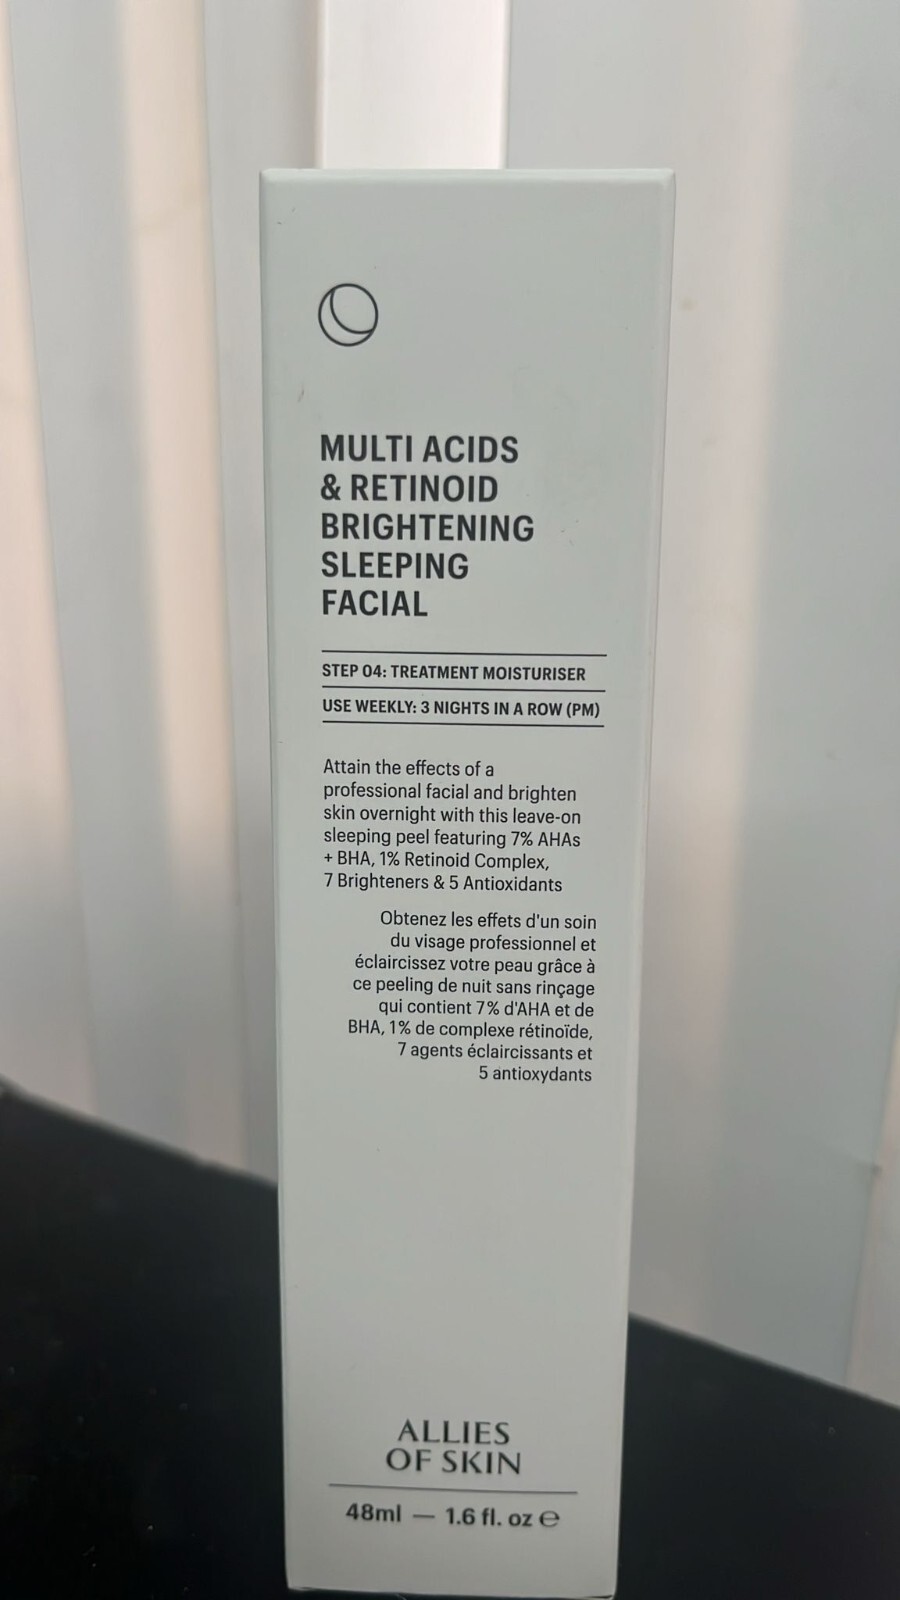 MULTI ACIDS
& RETINOID
BRIGHTENING
SLEEPING
FACIAL
STEP 04: TREATMENT MOISTURISER
USE WEEKLY: 3 NIGHTS IN A ROW (PM)
Attain the effects of a
professional facial and brighten
skin overnight with this leave-on
sleeping peel featuring 7% AHAs
+ BHA, 1% Retinoid Complex,
7 Brighteners & 5 Antioxidants
Obtenez les effets d'un soin
du visage professionnel et
éclaircissez votre peau grâce à
ce peeling de nuit sans rinçage
qui contient 7% d'AHA et de
BHA, 1% de complexe rétinoïde,
7 agents éclaircissants et
5 antioxydants
ALLIES
OF SKIN
48ml — 1.6 fl. oz ℮